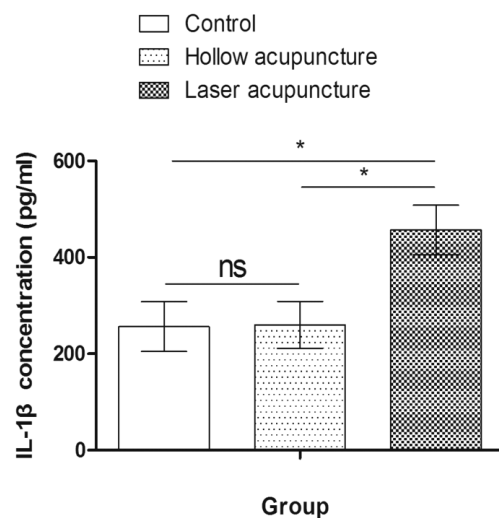 Control
Hollow acupuncture
Laser acupuncture
IL-1β concentration (pg/ml)
600
400
200
0
*
*
ns
Group